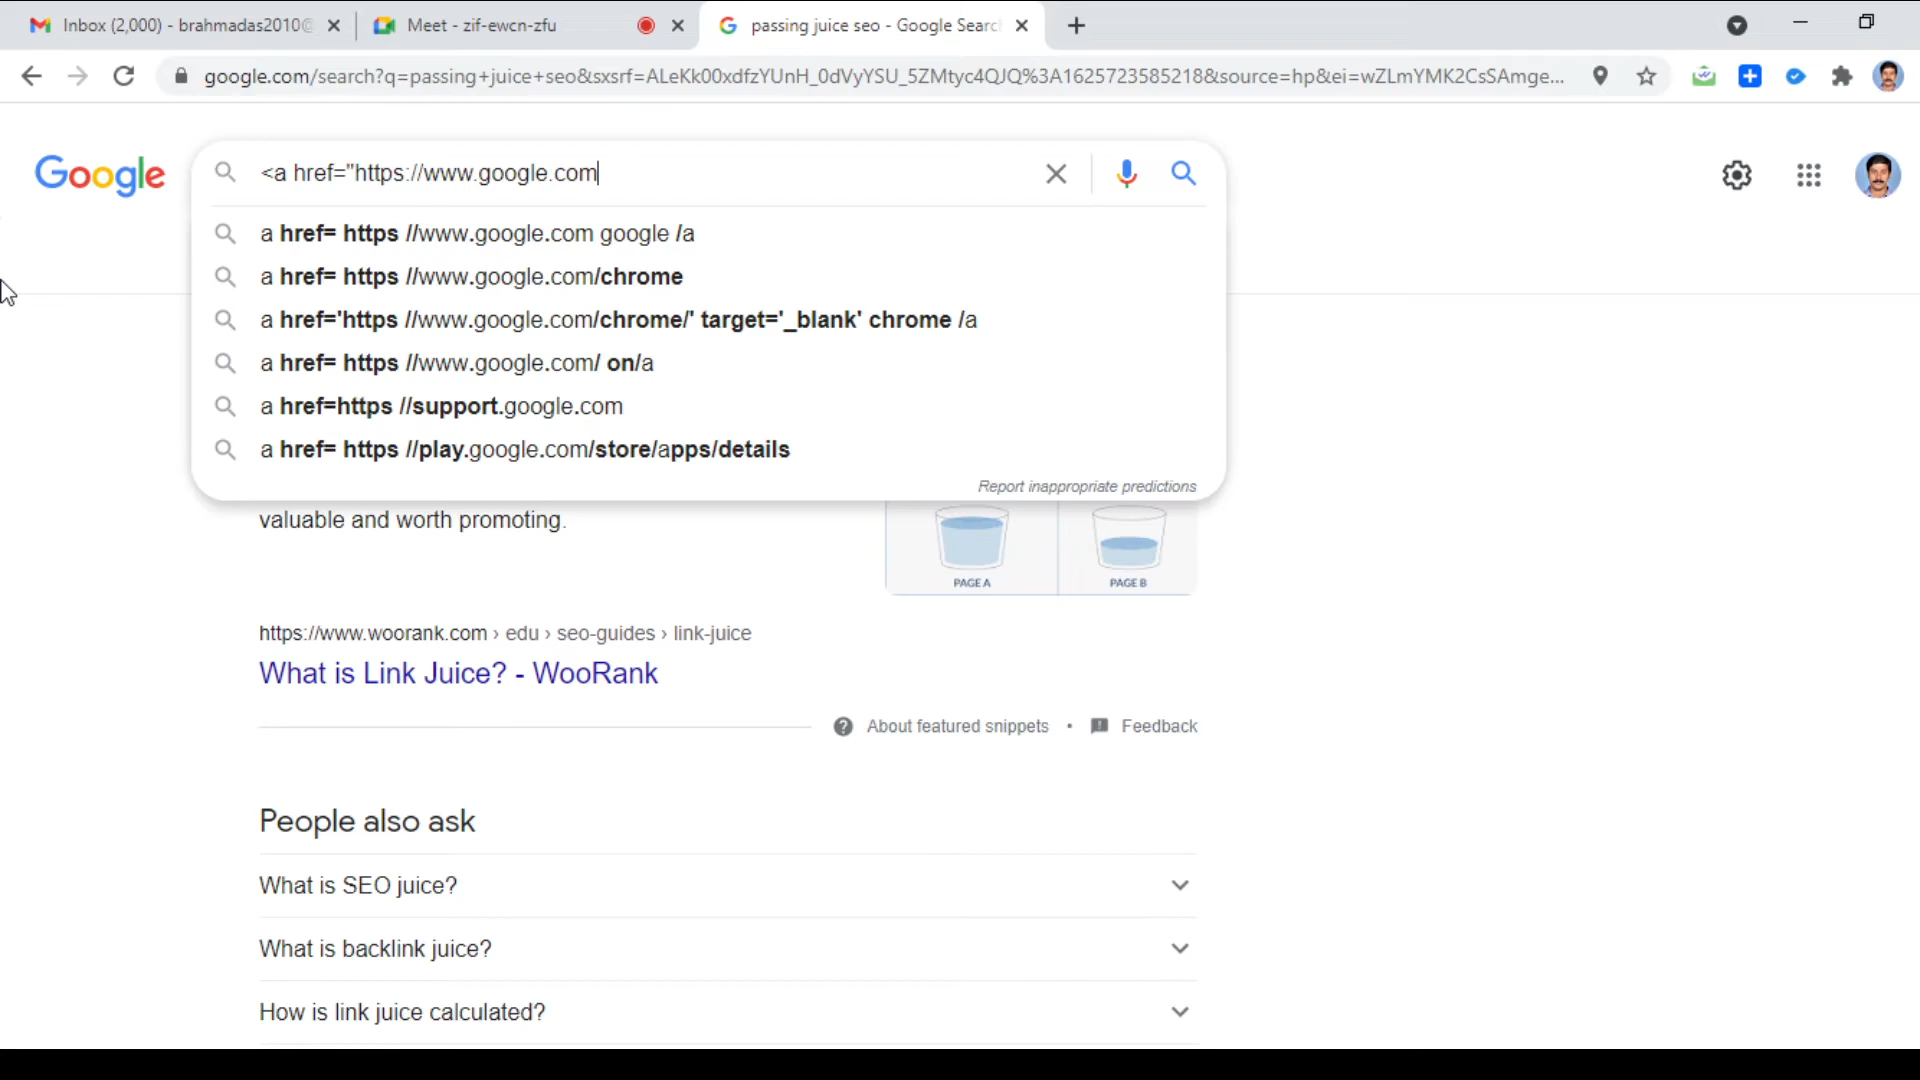 Inbox (2,000) - brahmadas2010@
Meet - zif-ewcn-zfu
passing juice seo - Google Searc
google.com/search?q=passing+juice+seo&sxsrf=ALeKk00xdfzYUnH_0dVyYSU_5ZMtyc4QJQ%3A1625723585218&source=hp&ei=wZLmYMK2CsSAmge...
Google
<a href="https://www.google.com
a href= https //www.google.com google /a
a href= https //www.google.com/chrome
a href='https //www.google.com/chrome/' target='_blank' chrome /a
a href= https //www.google.com/ on/a
a href=https //support.google.com
a href= https //play.google.com/store/apps/details
Report inappropriate predictions
valuable and worth promoting.
PAGE A
PAGE B
https://www.woorank.com › edu › seo-guides › link-juice
What is Link Juice? - WooRank
About featured snippets • Feedback
People also ask
What is SEO juice?
What is backlink juice?
How is link juice calculated?